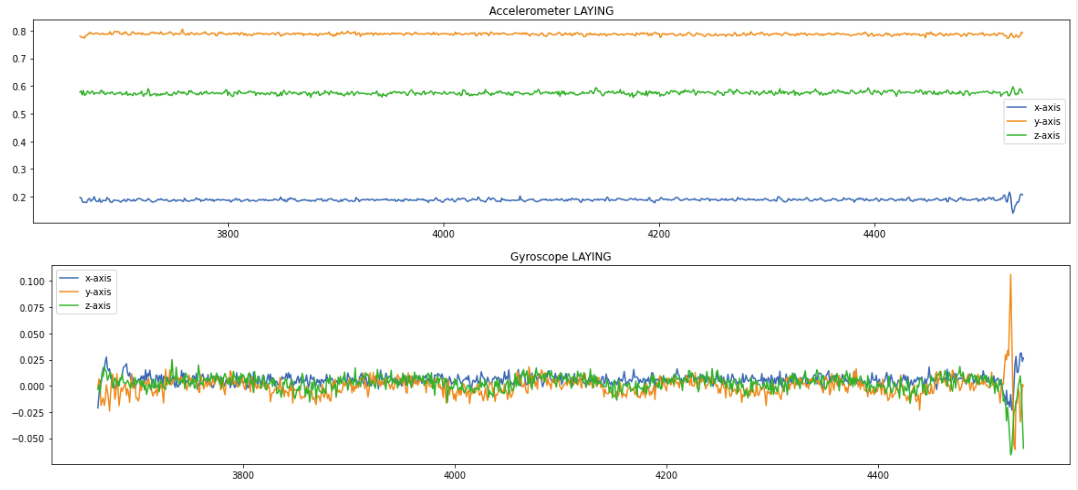 Accelerometer LAYING
0.8
0.7
0.6
0.5
0.4
0.3
0.2
x-axis
y-axis
z-axis
3800 4000 4200 4400
Gyroscope LAYING
x-axis
y-axis
z-axis
0.100
0.075
0.050
0.025
0.000
−0.025
−0.050
3800 4000 4200 4400